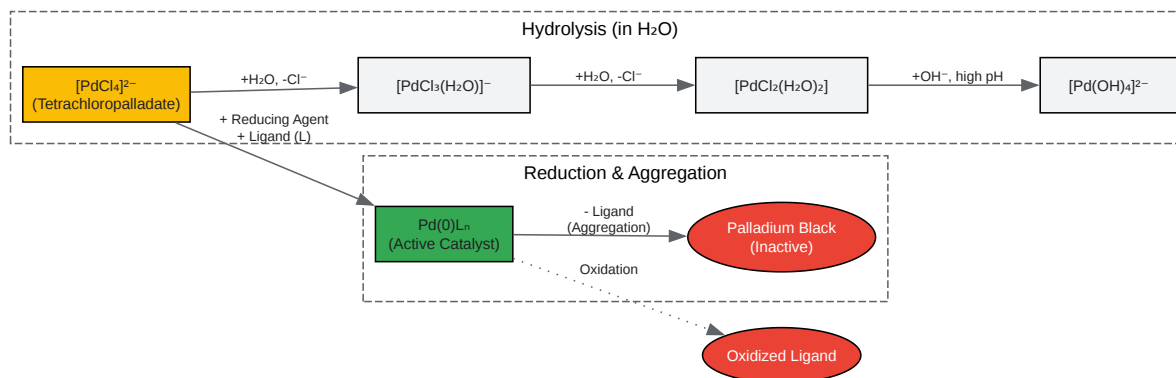 Hydrolysis (in H₂O)
[PdCl₄]²⁻
(Tetrachloropalladate)
+H₂O, -Cl⁻
[PdCl₃(H₂O)]⁻
+H₂O, -Cl⁻
[PdCl₂(H₂O)₂]
+OH⁻, high pH
[Pd(OH)₄]²⁻
+ Reducing Agent
+ Ligand (L)
Reduction & Aggregation
Pd(0)Lₙ
(Active Catalyst)
- Ligand
(Aggregation)
Palladium Black
(Inactive)
Oxidation
Oxidized Ligand